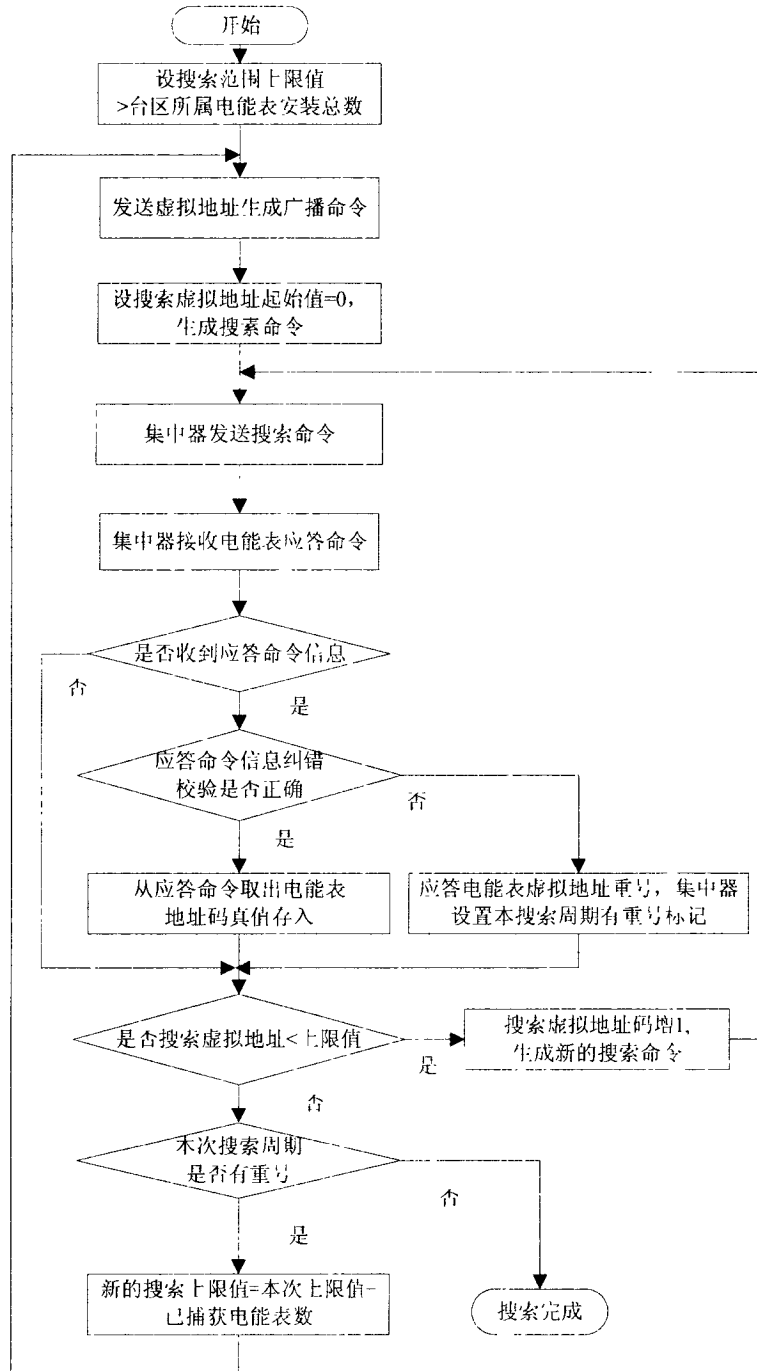 开始
设搜索范围上限值
>台区所属电能表安装总数
发送虚拟地址生成广播命令
设搜索虚拟地址起始值=0，
生成搜素命令
集中器发送搜索命令
集中器接收电能表应答命令
是否收到应答命令信息
否
是
应答命令信息纠错
校验是否正确
否
是
从应答命令取出电能表
地址码真值存入
应答电能表虚拟地址重号，集中器
设置本搜索周期有重号标记
是否搜索虚拟地址<上限值
是
搜索虚拟地址码增1，
生成新的搜索命令
否
本次搜索周期
是否有重号
否
是
新的搜索上限值=本次上限值-
已捕获电能表数
搜索完成